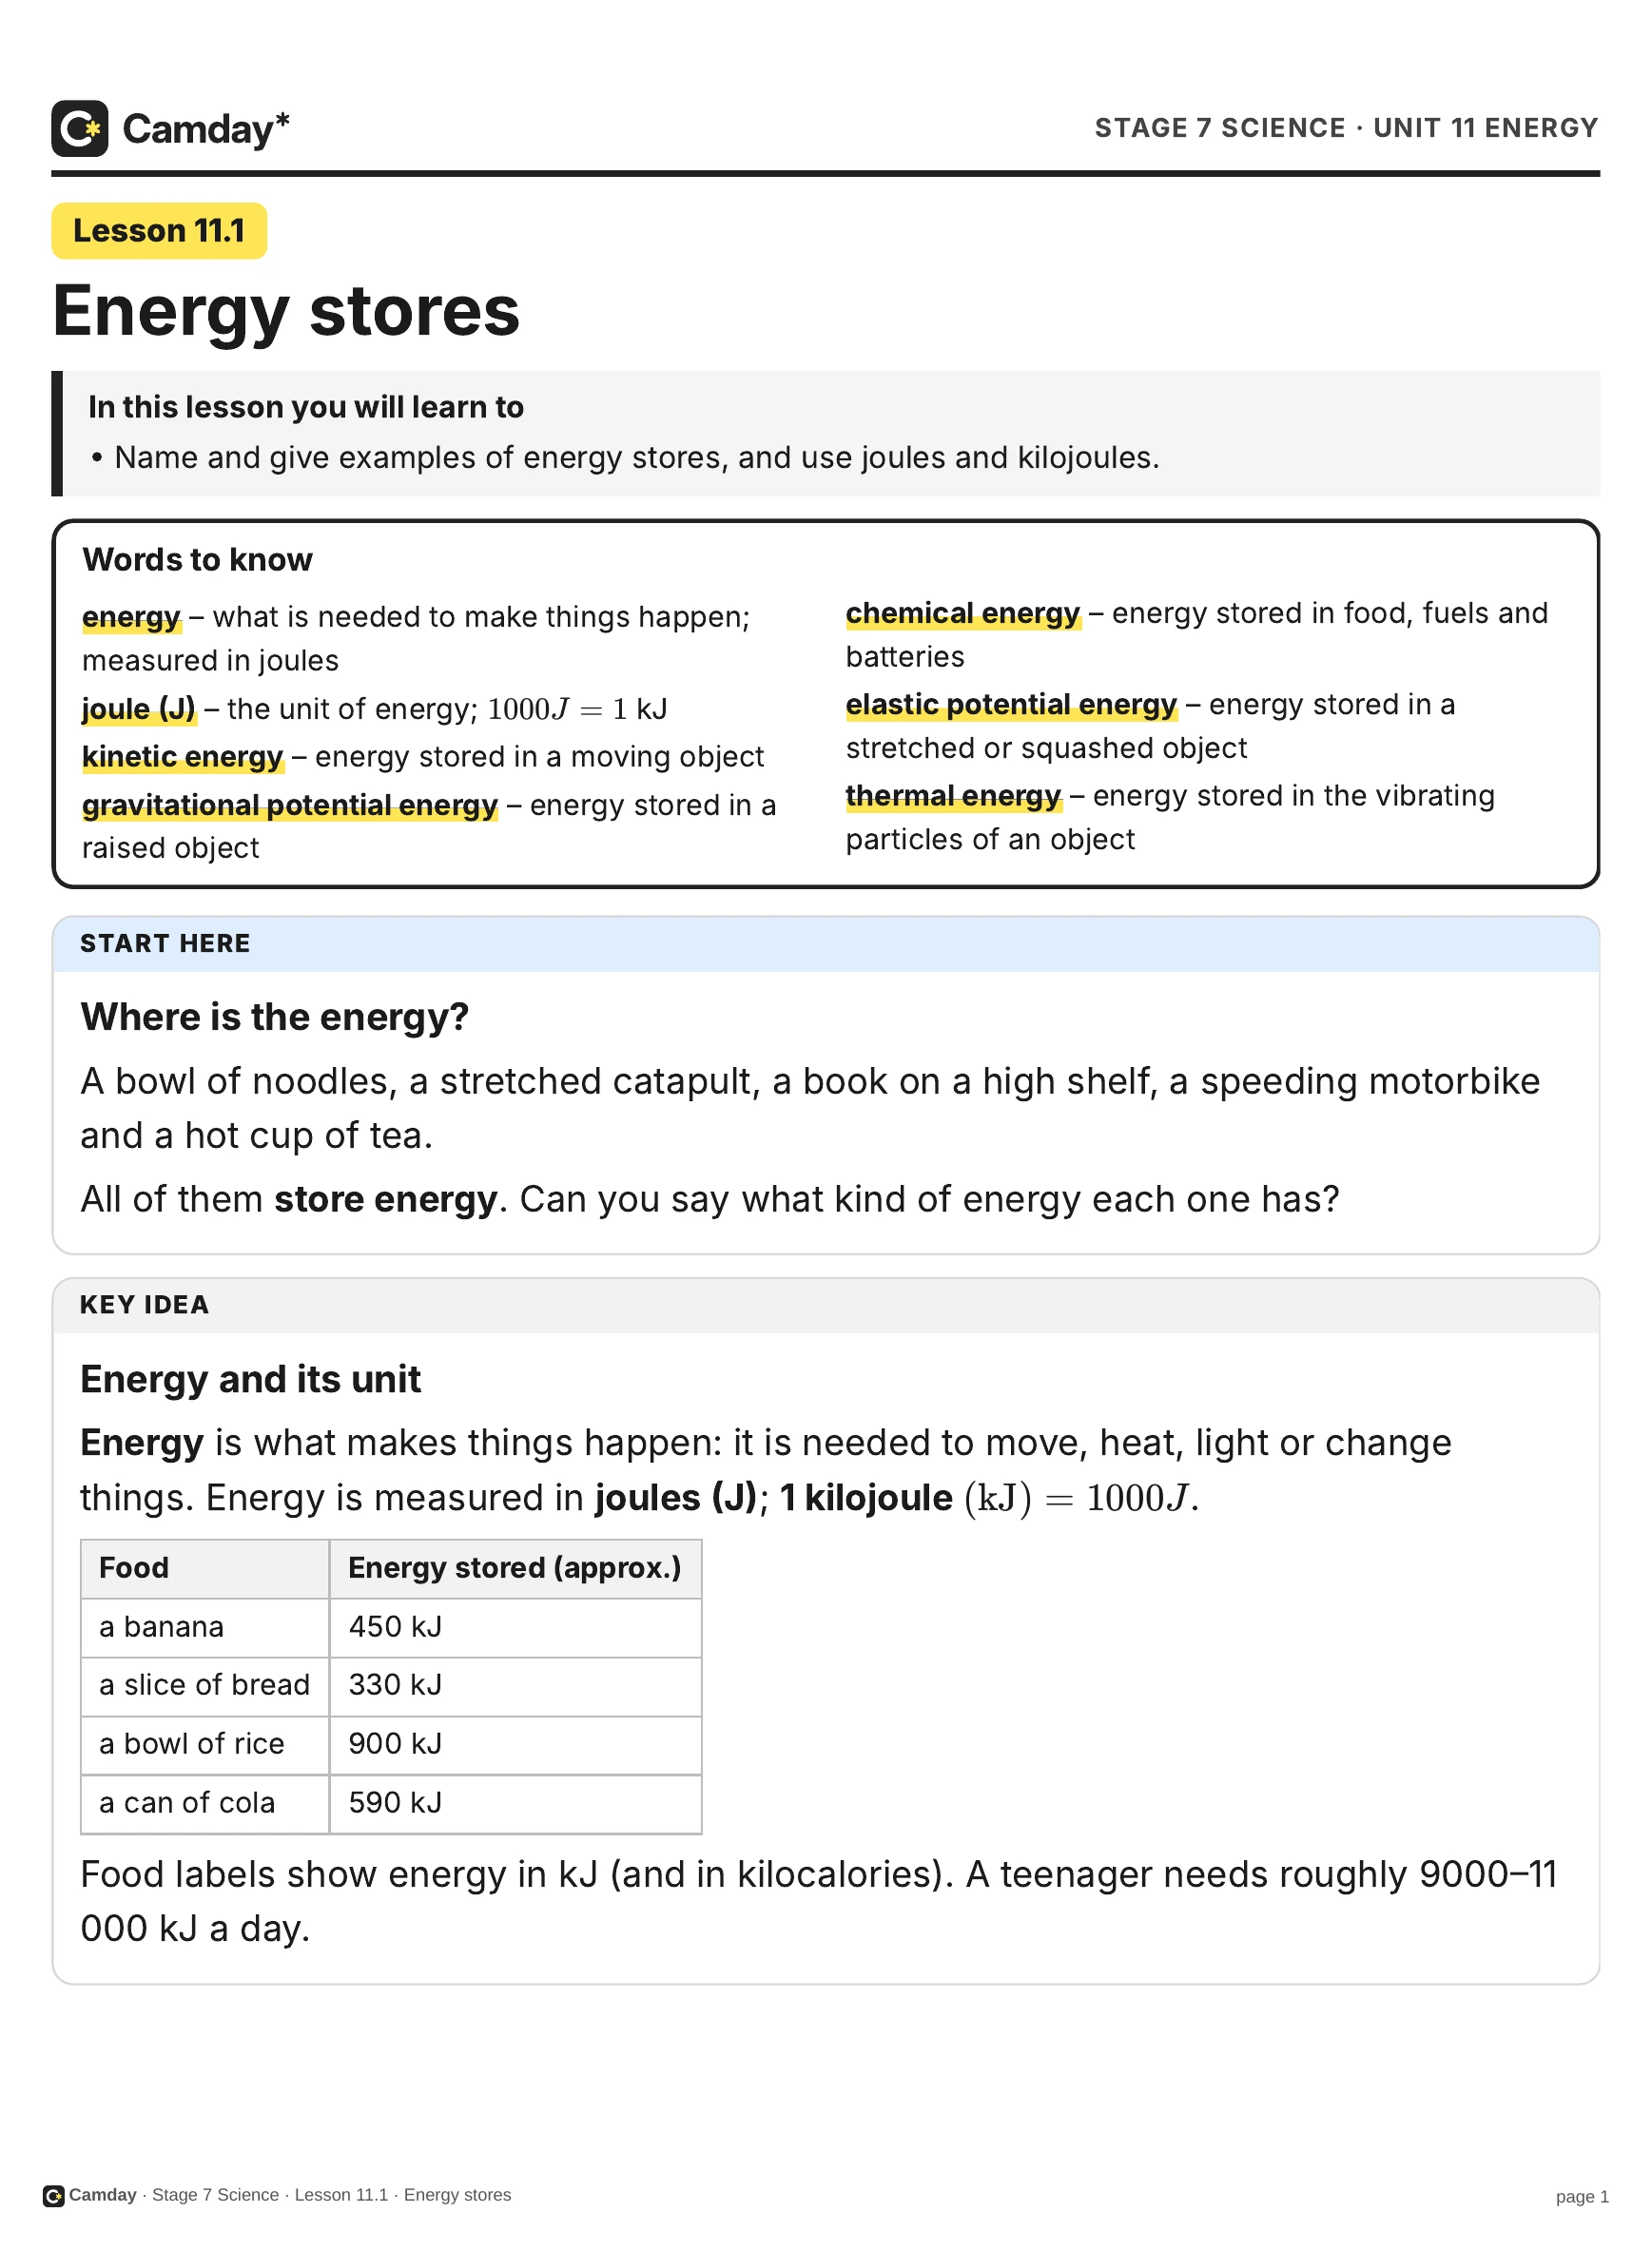 Camday*
STAGE 7 SCIENCE · UNIT 11 ENERGY
Lesson 11.1
Energy stores
In this lesson you will learn to
• Name and give examples of energy stores, and use joules and kilojoules.
Words to know
energy – what is needed to make things happen;
measured in joules
joule (J) – the unit of energy; 1000J = 1 kJ
kinetic energy – energy stored in a moving object
gravitational potential energy – energy stored in a
raised object
chemical energy – energy stored in food, fuels and
batteries
elastic potential energy – energy stored in a
stretched or squashed object
thermal energy – energy stored in the vibrating
particles of an object
START HERE
Where is the energy?
A bowl of noodles, a stretched catapult, a book on a high shelf, a speeding motorbike
and a hot cup of tea.
All of them store energy. Can you say what kind of energy each one has?
KEY IDEA
Energy and its unit
Energy is what makes things happen: it is needed to move, heat, light or change
things. Energy is measured in joules (J); 1 kilojoule (kJ) = 1000J.
Food Energy stored (approx.)
a banana 450 kJ
a slice of bread 330 kJ
a bowl of rice 900 kJ
a can of cola 590 kJ
Food labels show energy in kJ (and in kilocalories). A teenager needs roughly 9000–11
000 kJ a day.
Camday · Stage 7 Science · Lesson 11.1 · Energy stores
page 1